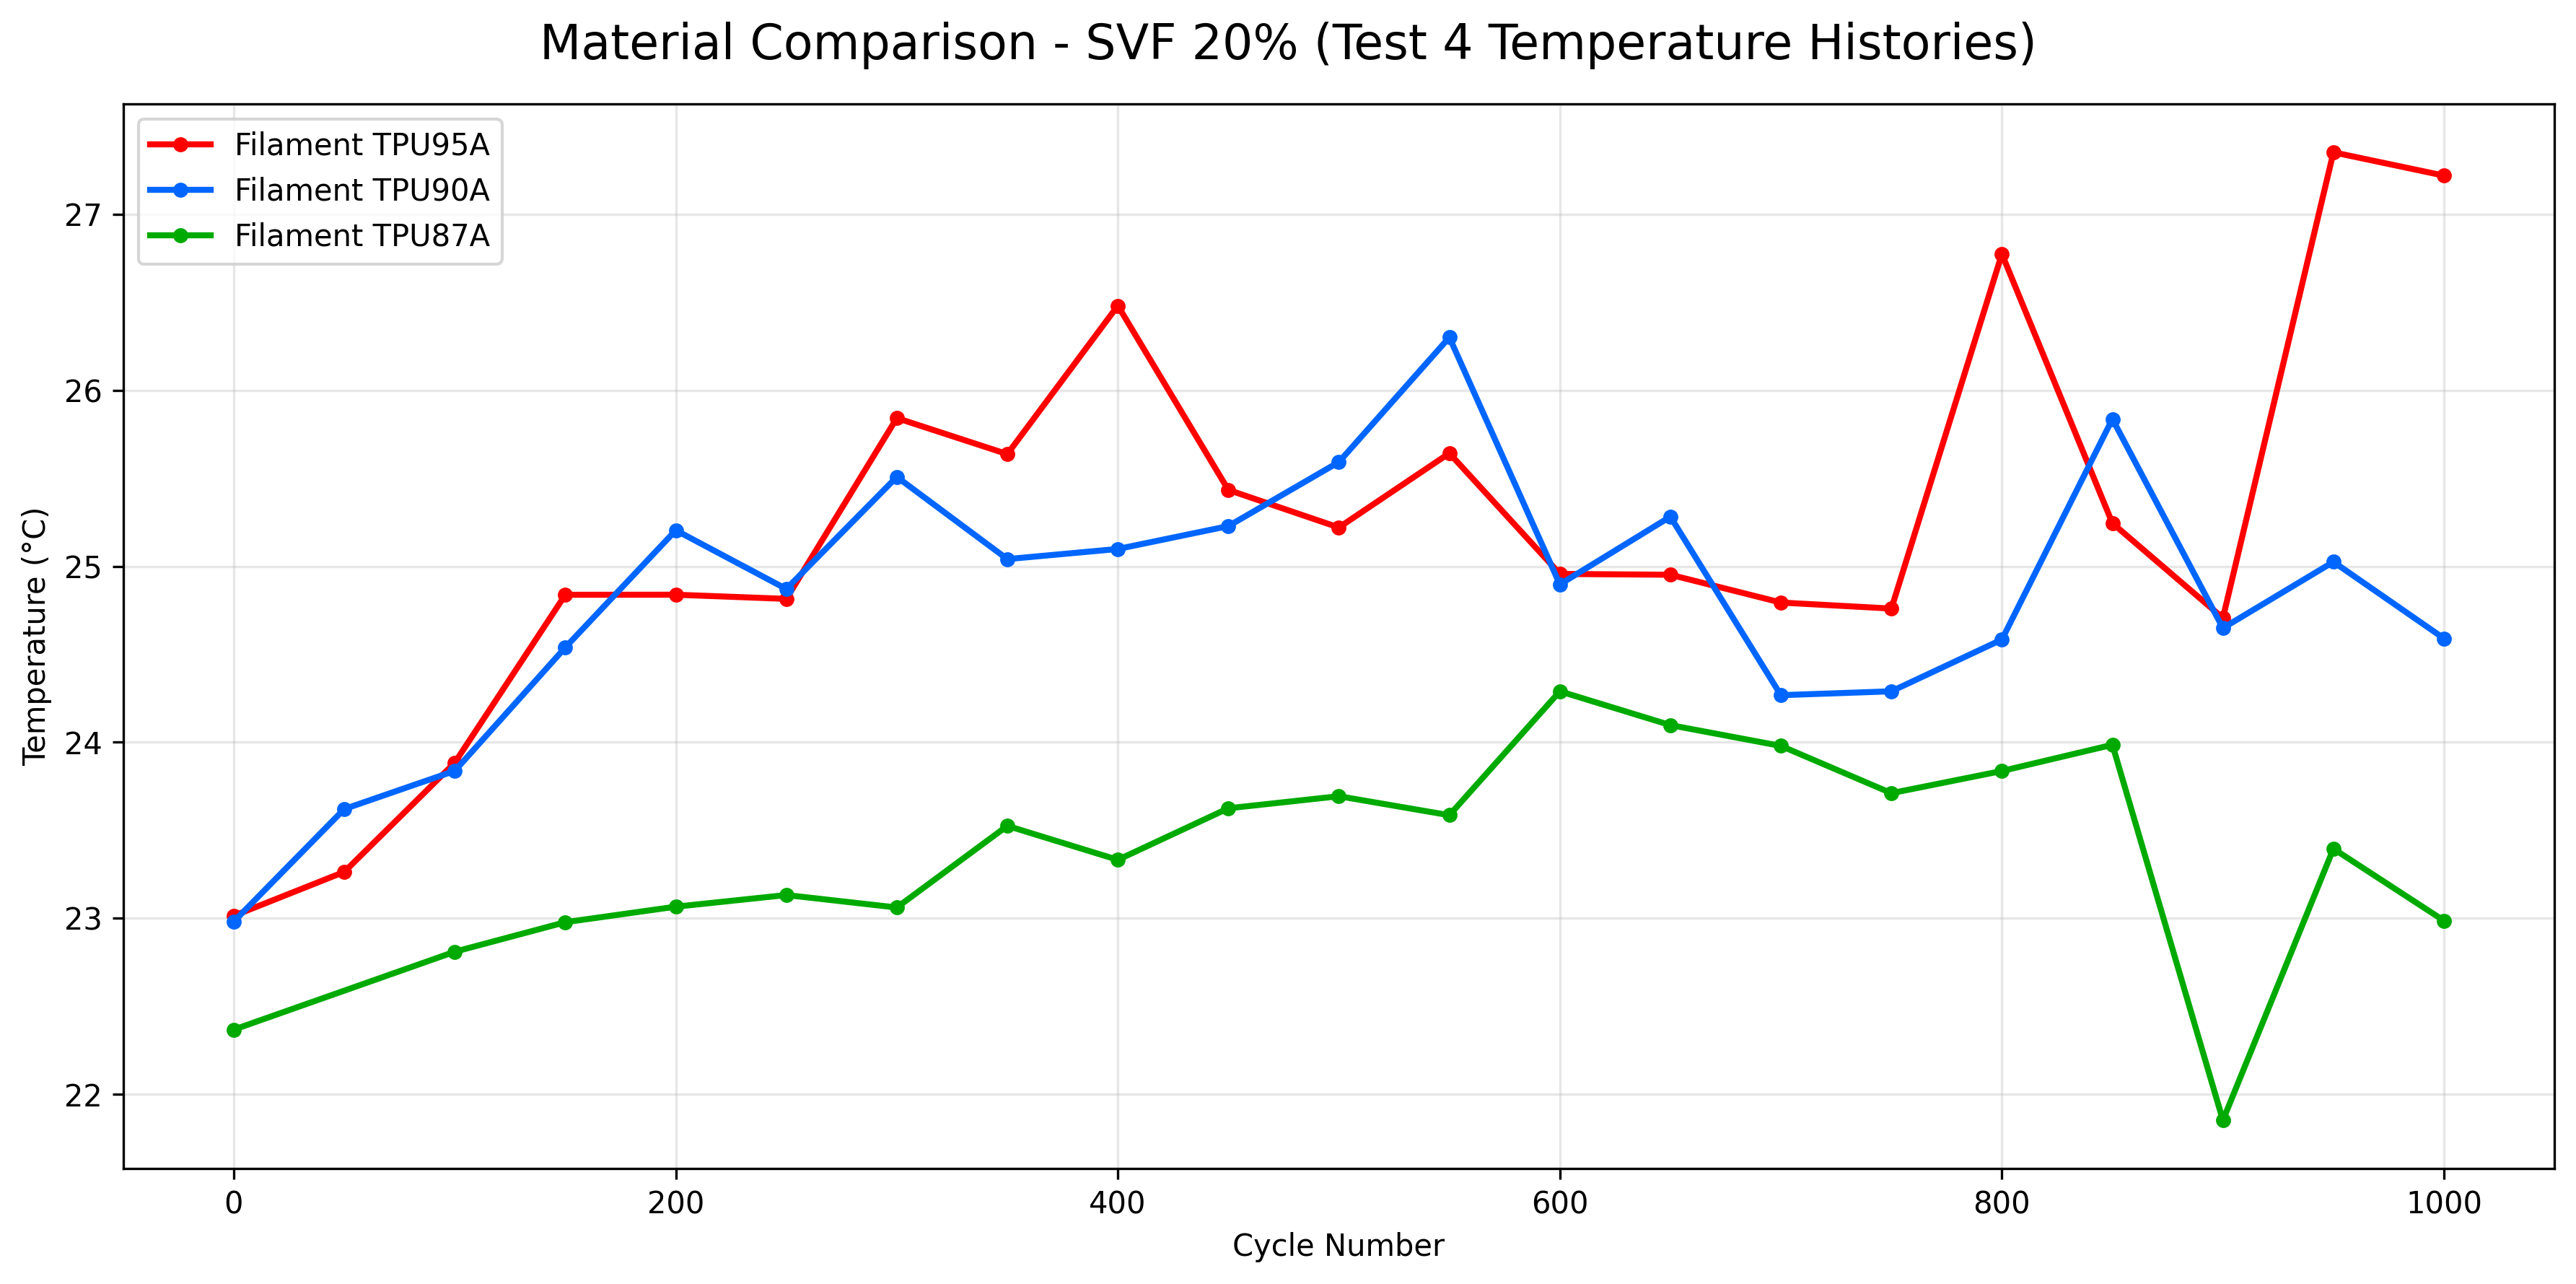 Material Comparison - SVF 20% (Test 4 Temperature Histories)
Filament TPU95A
Filament TPU90A
Filament TPU87A
Temperature (°C)
27
26
25
24
23
22
0 200 400 600 800 1000
Cycle Number